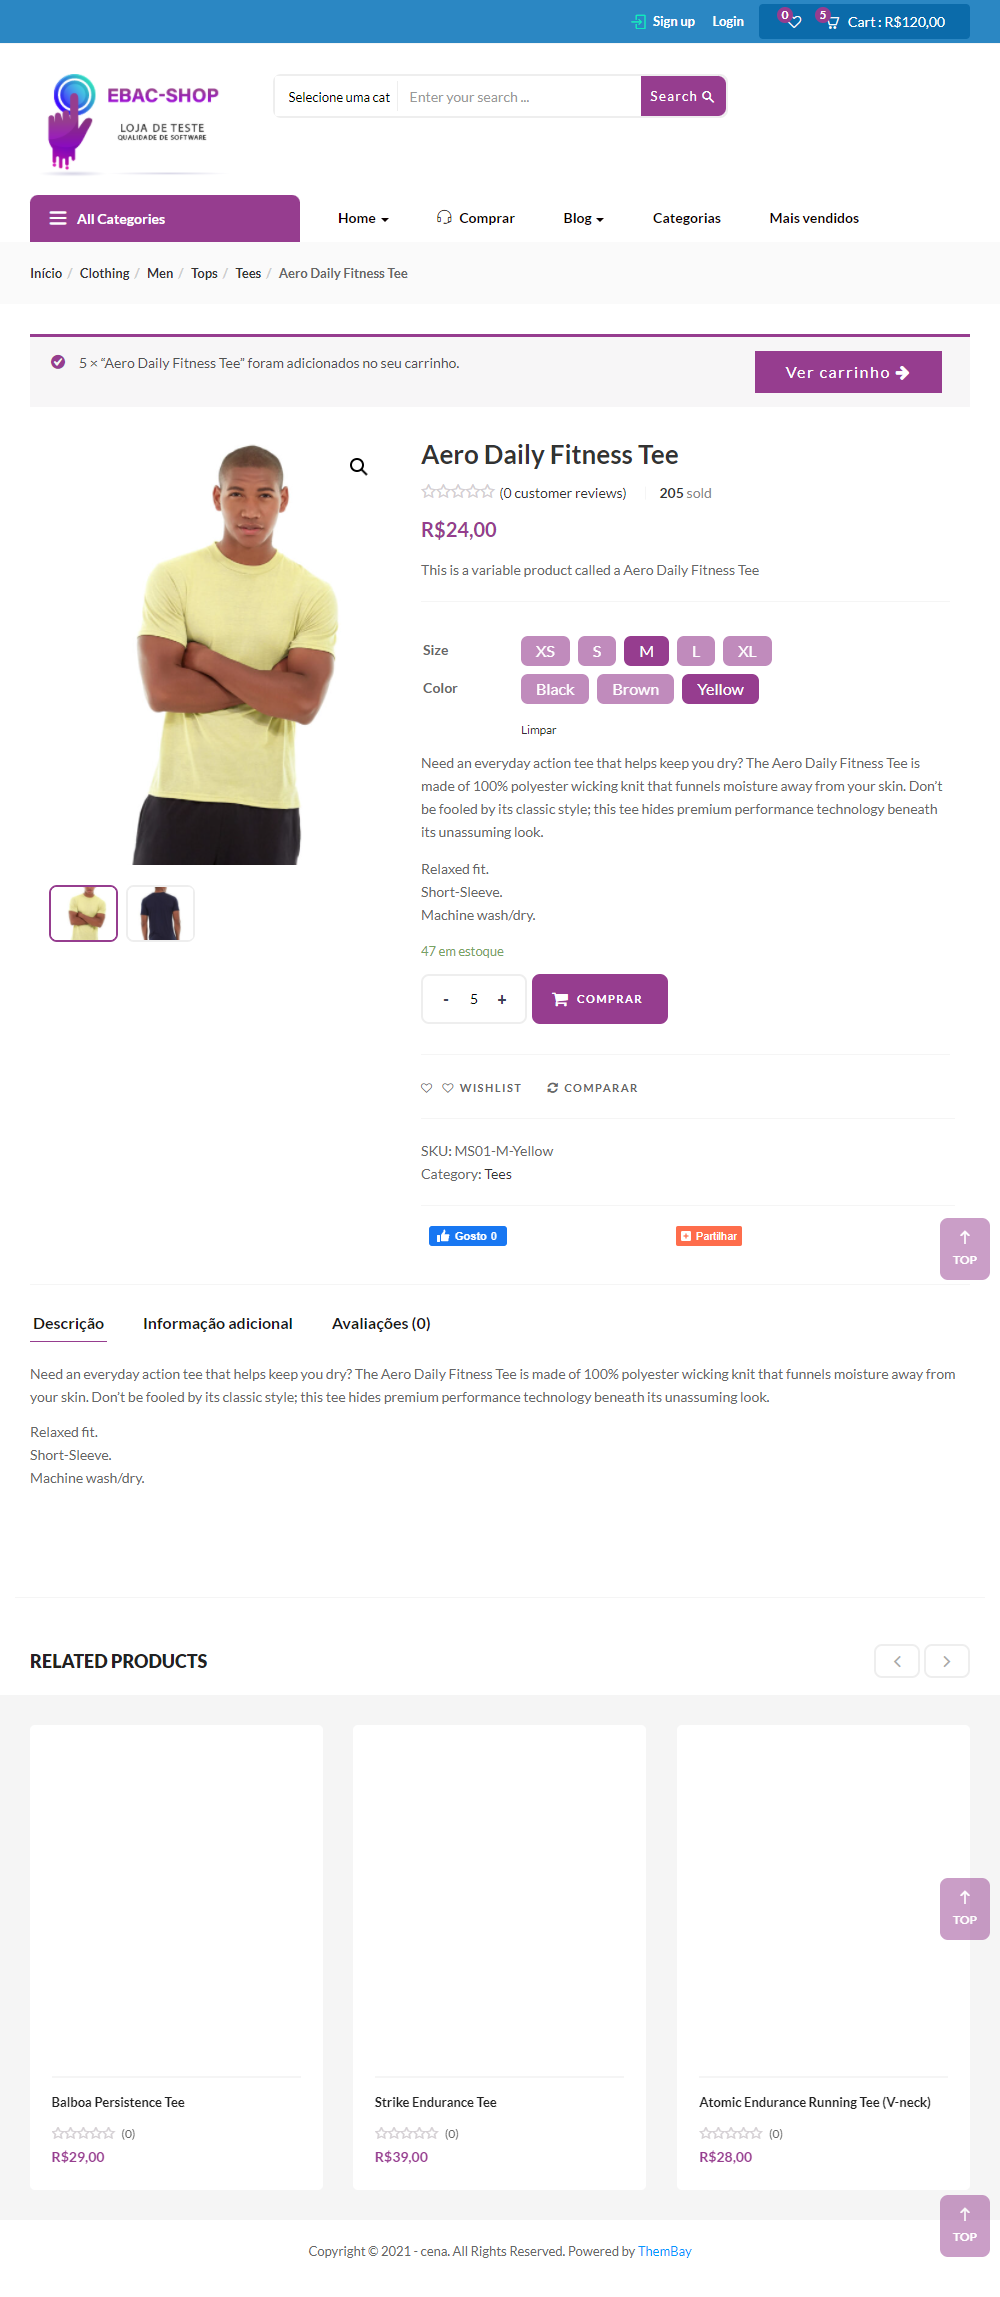 Sign up Login 0 5 Cart : R$120,00
EBAC-SHOP
LOJA DE TESTE
QUALIDADE DE SOFTWARE
Selecione uma cat Enter your search ... Search
All Categories Home Comprar Blog Categorias Mais vendidos
Início / Clothing / Men / Tops / Tees / Aero Daily Fitness Tee
5 × “Aero Daily Fitness Tee” foram adicionados no seu carrinho. Ver carrinho
Aero Daily Fitness Tee
(0 customer reviews) 205 sold
R$24,00
This is a variable product called a Aero Daily Fitness Tee
Size XS S M L XL
Color Black Brown Yellow
Limpar
Need an everyday action tee that helps keep you dry? The Aero Daily Fitness Tee is
made of 100% polyester wicking knit that funnels moisture away from your skin. Don’t
be fooled by its classic style; this tee hides premium performance technology beneath
its unassuming look.
Relaxed fit.
Short-Sleeve.
Machine wash/dry.
47 em estoque
- 5 + COMPRAR
WISHLIST COMPARAR
SKU: MS01-M-Yellow
Category: Tees
Gosto 0 Partilhar
TOP
Descrição Informação adicional Avaliações (0)
Need an everyday action tee that helps keep you dry? The Aero Daily Fitness Tee is made of 100% polyester wicking knit that funnels moisture away from
your skin. Don’t be fooled by its classic style; this tee hides premium performance technology beneath its unassuming look.
Relaxed fit.
Short-Sleeve.
Machine wash/dry.
RELATED PRODUCTS
TOP
Balboa Persistence Tee Strike Endurance Tee Atomic Endurance Running Tee (V-neck)
(0) (0) (0)
R$29,00 R$39,00 R$28,00
TOP
Copyright © 2021 - cena. All Rights Reserved. Powered by ThemBay